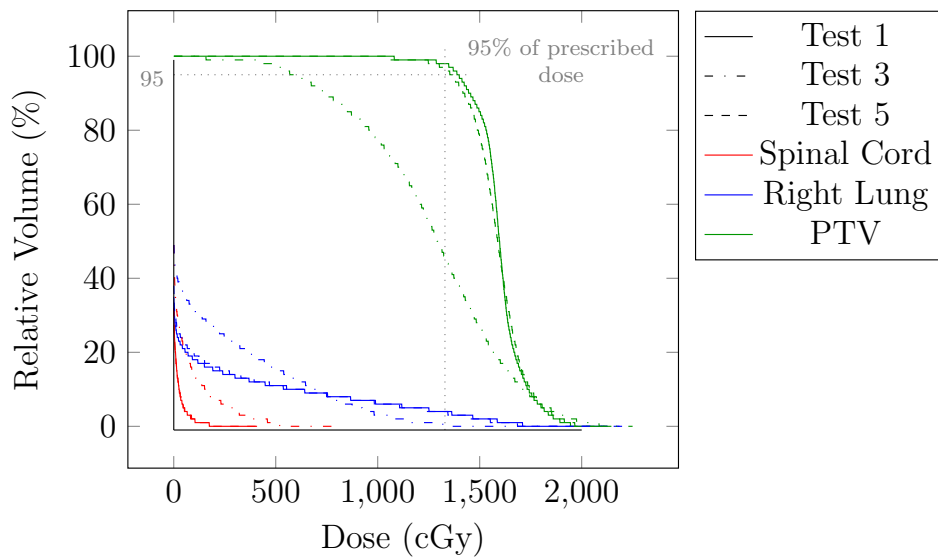 95% of prescribed
dose
95
100
80
60
40
20
0
Relative Volume (%)
0
500
1,000
1,500
2,000
Dose (cGy)
Test 1
Test 3
Test 5
Spinal Cord
Right Lung
PTV